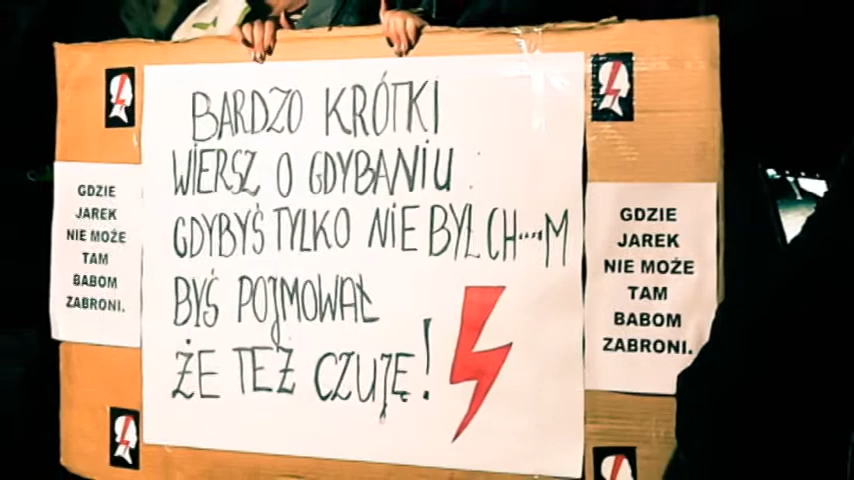 BARDZO KRÓTKI
WIERSZ O GDYBANIU
GDYBYŚ TYLKO NIE BYŁ CH....M
BYŚ POJMOWAŁ
ŻE TEŻ CZUJĘ!
GDZIE
JAREK
NIE MOŻE
TAM
BABOM
ZABRONI.
GDZIE
JAREK
NIE MOŻE
TAM
BABOM
ZABRONI.